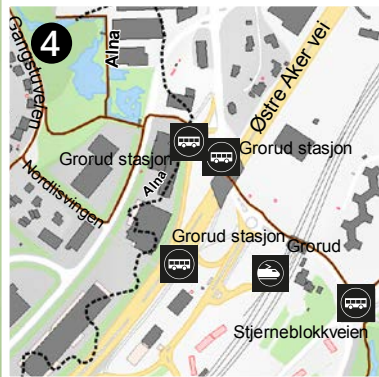 4
Gangstuveien
Alna
Østre Aker vei
Grorud stasjon
Grorud stasjon
Nordlisvingen
Alna
Grorud stasjon
Grorud
Stjerneblokkveien